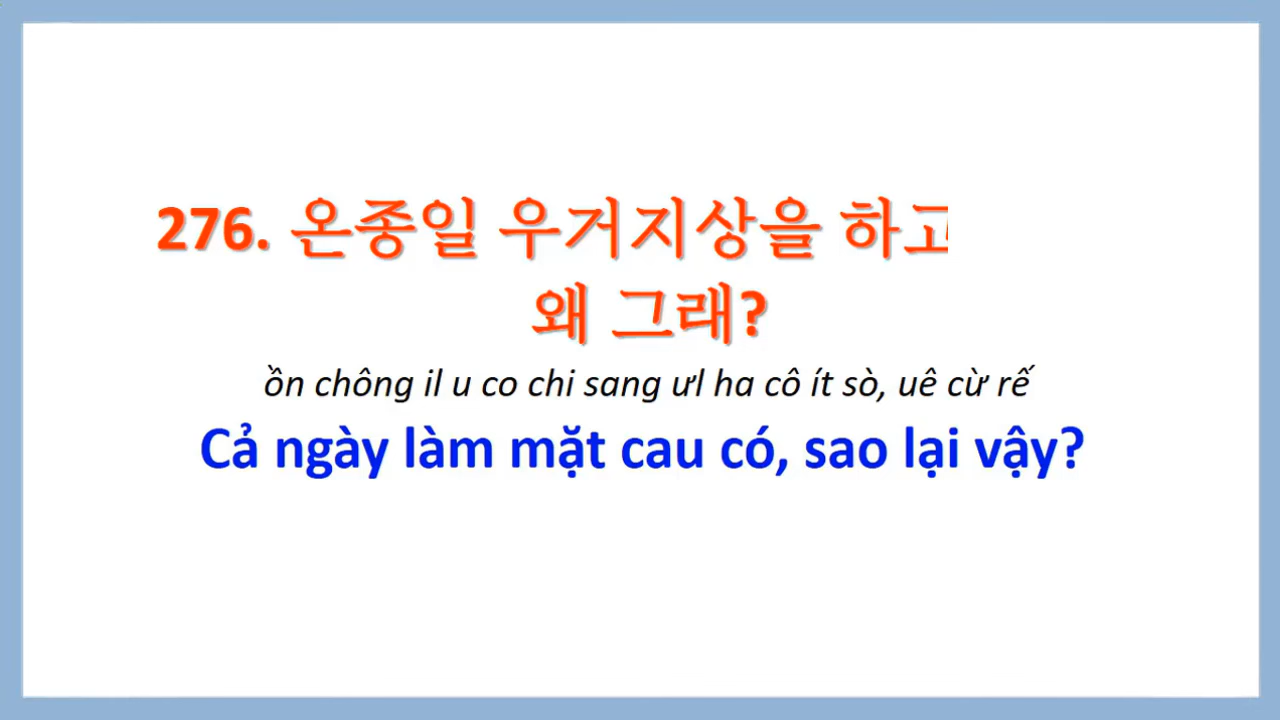 276. 온종일 우거지상을 하고
왜 그래?
ồn chông il u co chi sang ưl ha cô ít sò, uê cừ rế
Cả ngày làm mặt cau có, sao lại vậy?